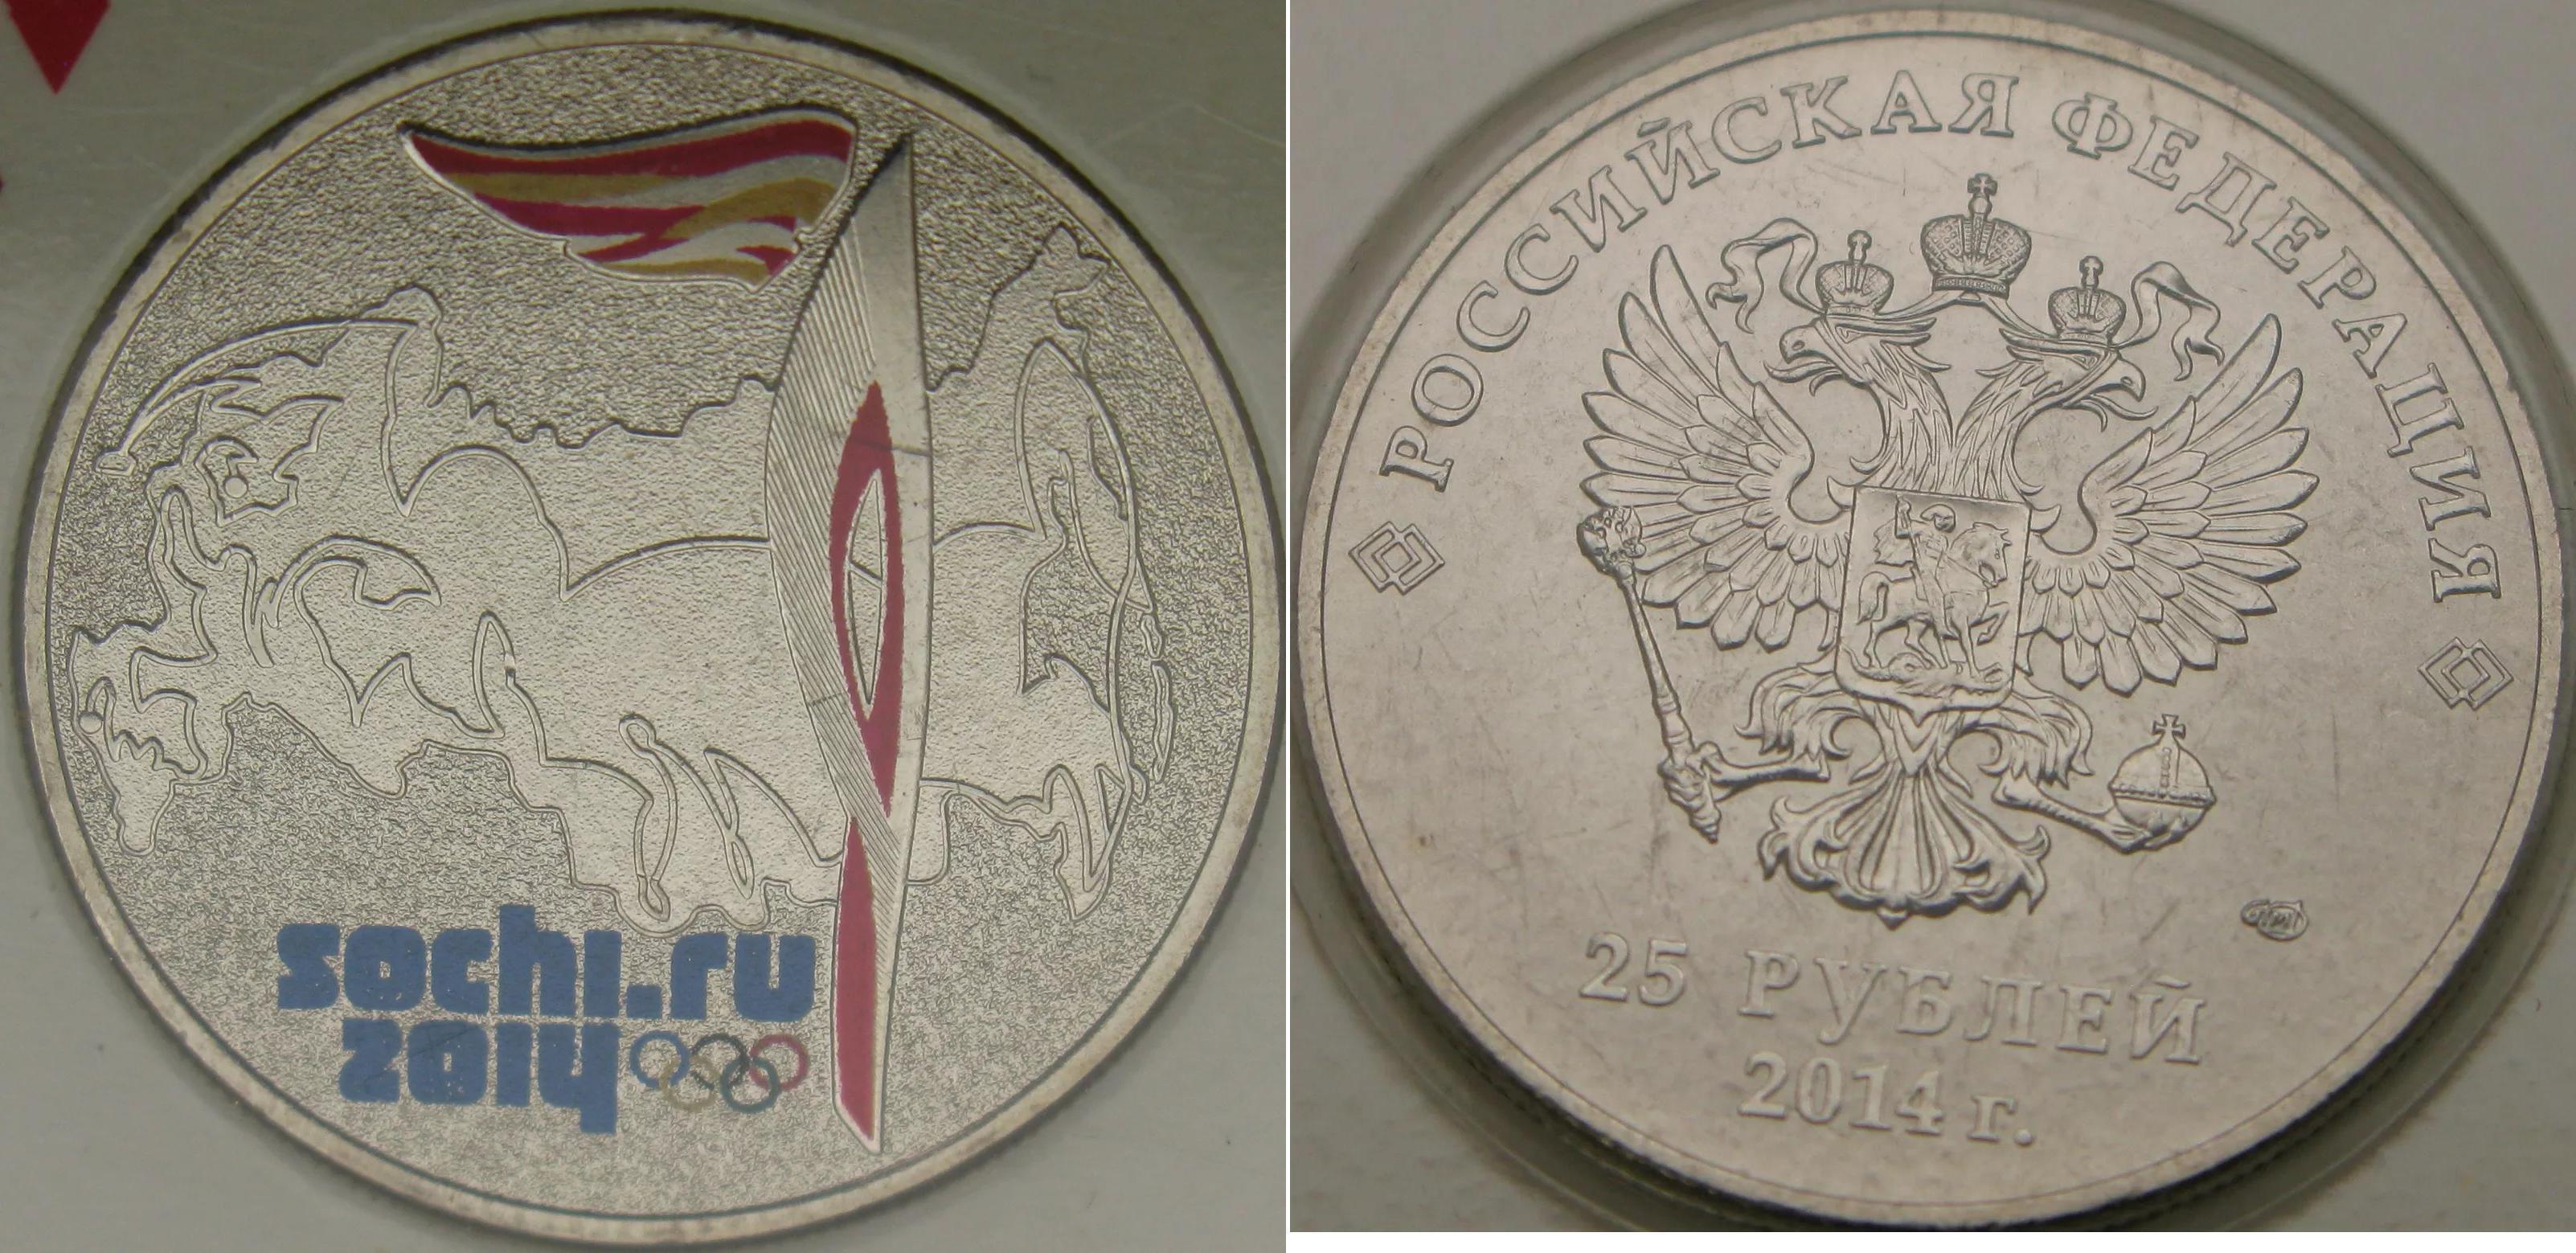 sochi.ru
2014
РОССИЙСКАЯ ФЕДЕРАЦИЯ
25 РУБЛЕЙ
2014 г.